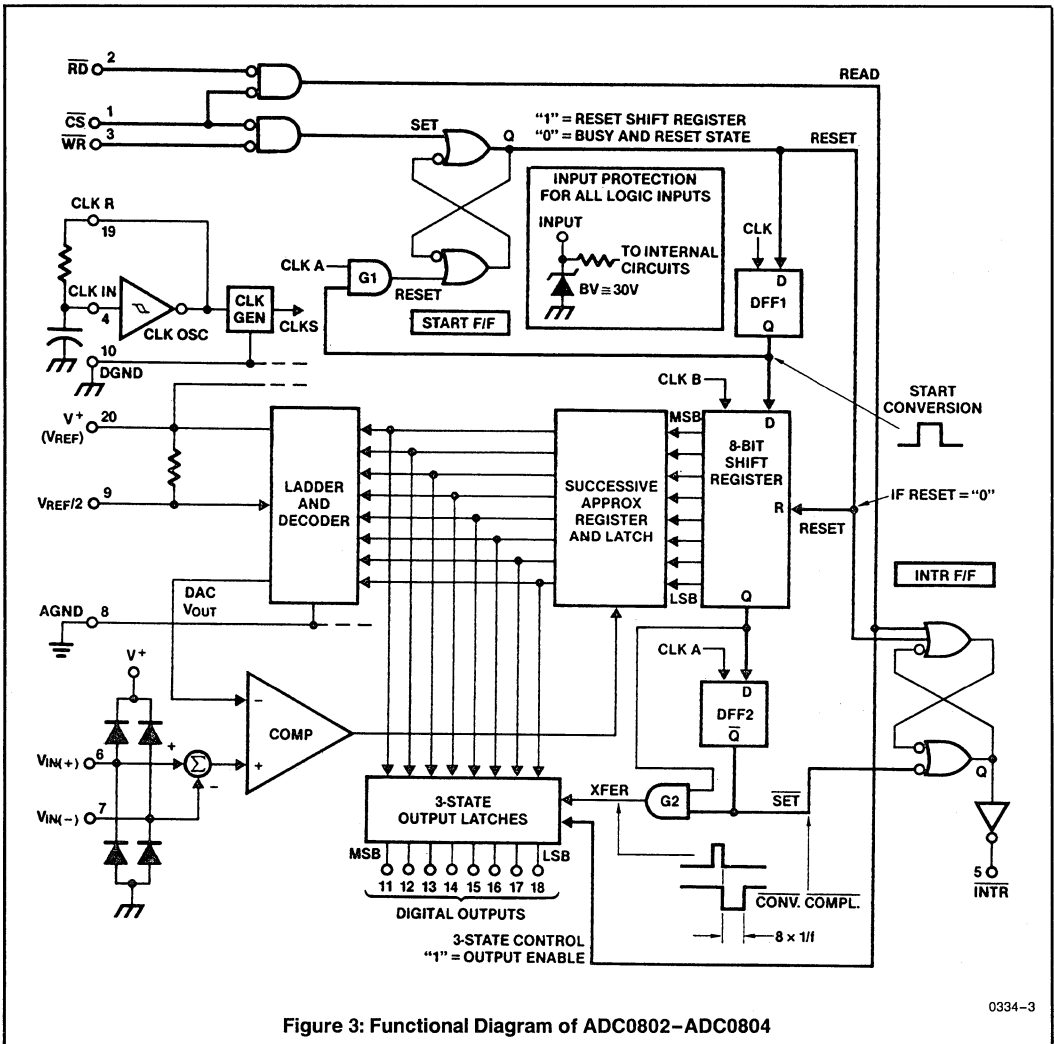 RD 2
READ
CS 1
WR 3
SET
Q
"1" = RESET SHIFT REGISTER
"0" = BUSY AND RESET STATE
RESET
INPUT PROTECTION
FOR ALL LOGIC INPUTS
INPUT
TO INTERNAL
CIRCUITS
BV ≅ 30V
CLK R
19
CLK A
G1
RESET
START F/F
CLK
D
DFF1
Q
CLK IN
4
CLK OSC
CLK
GEN
CLKS
10
DGND
CLK B
START
CONVERSION
V+ 20
(VREF)
VREF/2 9
LADDER
AND
DECODER
SUCCESSIVE
APPROX
REGISTER
AND LATCH
MSB
LSB
D
8-BIT
SHIFT
REGISTER
R
Q
RESET
IF RESET = "0"
INTR F/F
DAC
VOUT
AGND 8
V+
CLK A
D
DFF2
Q
COMP
-
+
VIN(+) 6
+
Σ
-
VIN(-) 7
XFER
G2
SET
Q
3-STATE
OUTPUT LATCHES
MSB
LSB
11 12 13 14 15 16 17 18
DIGITAL OUTPUTS
CONV. COMPL.
8 × 1/f
5
INTR
3-STATE CONTROL
"1" = OUTPUT ENABLE
0334-3
Figure 3: Functional Diagram of ADC0802-ADC0804